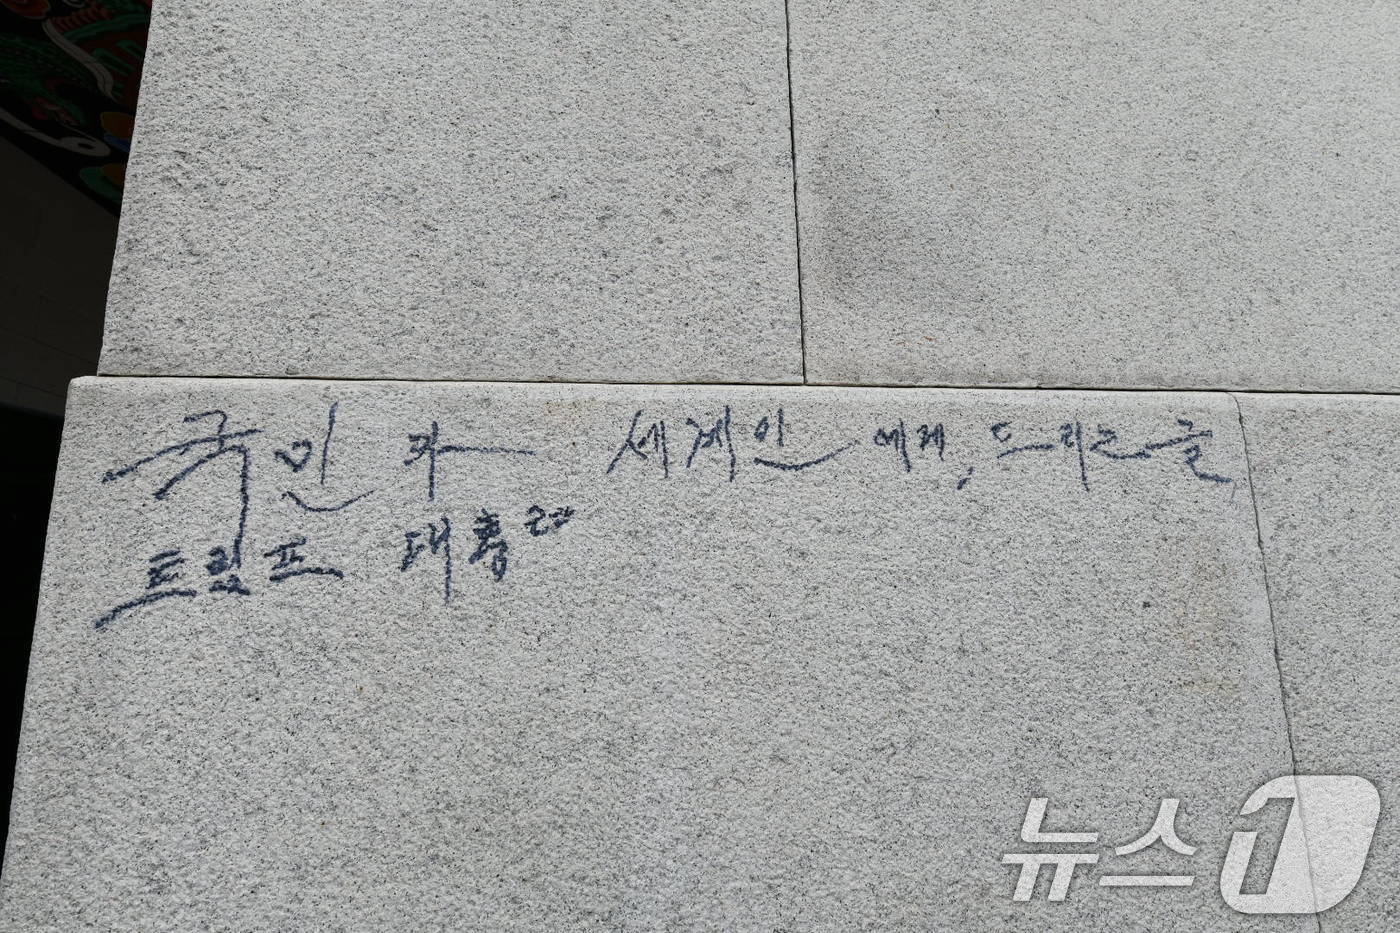 국민과 세계인에게, 드리는글
트럼프 대통령
뉴스1